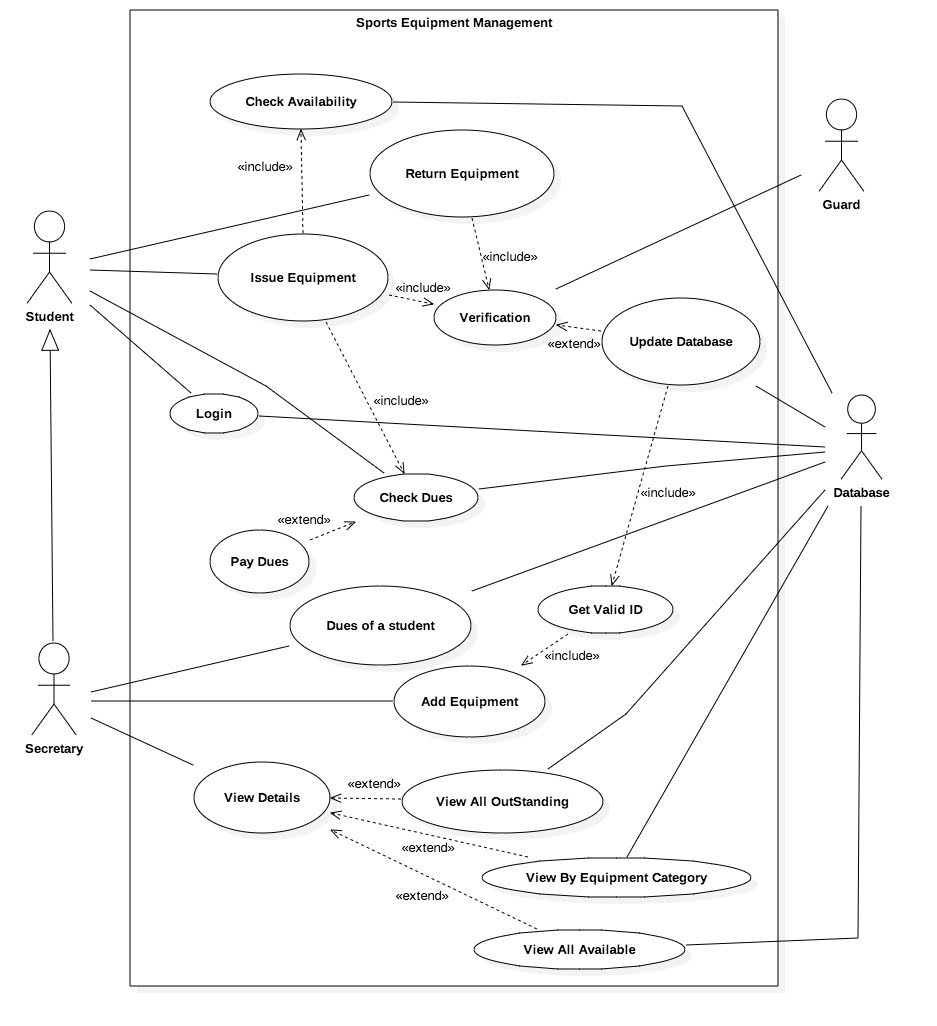 Sports Equipment Management
Check Availability
«include»
Return Equipment
Guard
Student
Issue Equipment
«include»
«include»
Verification
Update Database
«extend»
Login
«include»
Check Dues
Database
«include»
«extend»
Pay Dues
Get Valid ID
Dues of a student
«include»
Add Equipment
Secretary
View Details
«extend»
View All OutStanding
«extend»
View By Equipment Category
«extend»
View All Available